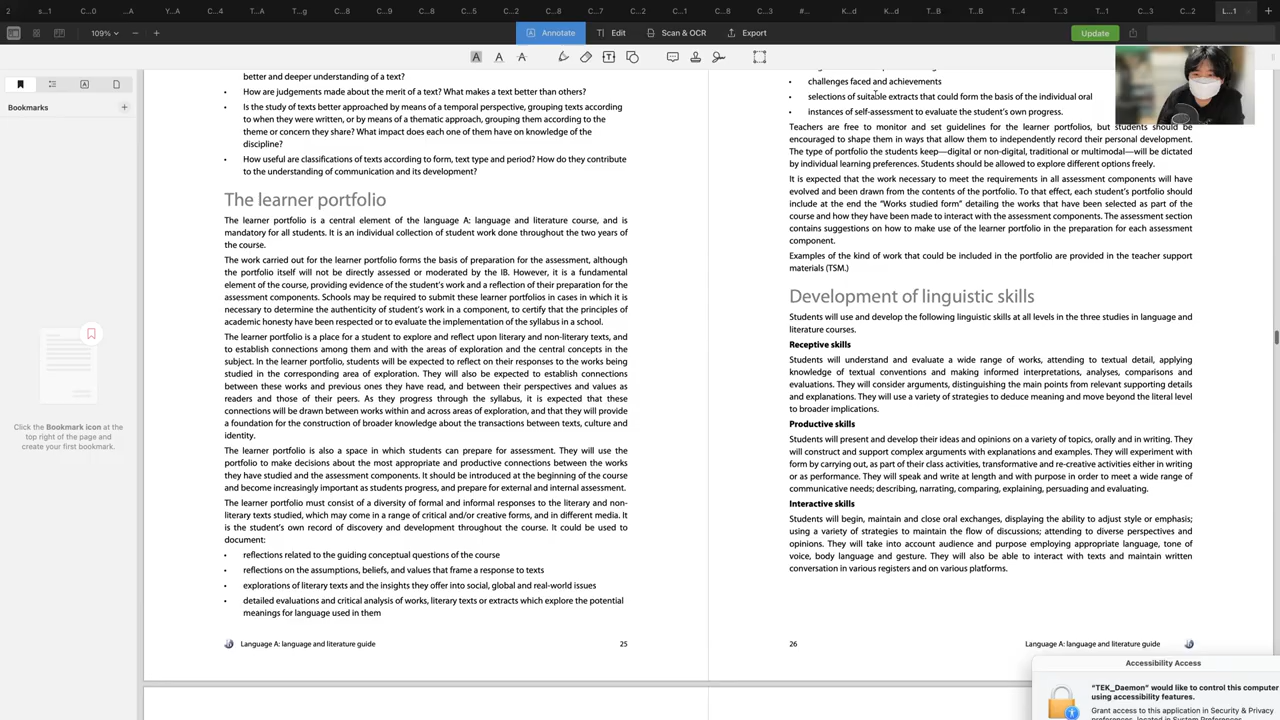 2
s...1
A...0
Y...A
T...g
C...8
C...9
C...0
C...7
C...6
C...0
C...8
C...3
#...
K...d
K...d
T...B
T...4
T...5
C...3
C...2
L...1
109%
Annotate
Edit
Scan & OCR
Export
Update
Bookmarks
Click the Bookmark icon at the
top right of the page and
create your first bookmark.
better and deeper understanding of a text?
• How are judgements made about the merit of a text? What makes a text better than others?
• Is the study of texts better approached by means of a temporal perspective, grouping texts according
to when they were written, or by means of a thematic approach, grouping them according to the
theme or concern they share? What impact does each one of them have on knowledge of the
discipline?
• How useful are classifications of texts according to form, text type and period? How do they contribute
to the understanding of communication and its development?
The learner portfolio
The learner portfolio is a central element of the language A: language and literature course, and is
mandatory for all students. It is an individual collection of student work done throughout the two years of
the course.
The work carried out for the learner portfolio forms the basis of preparation for the assessment, although
the portfolio itself will not be directly assessed or moderated by the IB. However, it is a fundamental
element of the course, providing evidence of the student's work and a reflection of their preparation for the
assessment components. Schools may be required to submit these learner portfolios in cases in which it is
necessary to determine the authenticity of student's work in a component, to certify that the principles of
academic honesty have been respected or to evaluate the implementation of the syllabus in a school.
The learner portfolio is a place for a student to explore and reflect upon literary and non-literary texts, and
to establish connections among them and with the areas of exploration and the central concepts in the
subject. In the learner portfolio, students will be expected to reflect on their responses to the works being
studied in the corresponding area of exploration. They will also be expected to establish connections
between these works and previous ones they have read, and between their perspectives and values as
readers and those of their peers. As they progress through the syllabus, it is expected that these
connections will be drawn between works within and across areas of exploration, and that they will provide
a foundation for the construction of broader knowledge about the transactions between texts, culture and
identity.
The learner portfolio is also a space in which students can prepare for assessment. They will use the
portfolio to make decisions about the most appropriate and productive connections between the works
they have studied and the assessment components. It should be introduced at the beginning of the course
and become increasingly important as students progress, and prepare for external and internal assessment.
The learner portfolio must consist of a diversity of formal and informal responses to the literary and non-
literary texts studied, which may come in a range of critical and/or creative forms, and in different media. It
is the student's own record of discovery and development throughout the course. It could be used to
document:
• reflections related to the guiding conceptual questions of the course
• reflections on the assumptions, beliefs, and values that frame a response to texts
• explorations of literary texts and the insights they offer into social, global and real-world issues
• detailed evaluations and critical analysis of works, literary texts or extracts which explore the potential
meanings for language used in them
Language A: language and literature guide
25
• challenges faced and achievements
• selections of suitable extracts that could form the basis of the individual oral
• instances of self-assessment to evaluate the student's own progress.
Teachers are free to monitor and set guidelines for the learner portfolios, but students should be
encouraged to shape them in ways that allow them to independently record their personal development.
The type of portfolio the students keep—digital or non-digital, traditional or multimodal—will be dictated
by individual learning preferences. Students should be allowed to explore different options freely.
It is expected that the work necessary to meet the requirements in all assessment components will have
evolved and been drawn from the contents of the portfolio. To that effect, each student's portfolio should
include at the end the "Works studied form" detailing the works that have been selected as part of the
course and how they have been made to interact with the assessment components. The assessment section
contains suggestions on how to make use of the learner portfolio in the preparation for each assessment
component.
Examples of the kind of work that could be included in the portfolio are provided in the teacher support
materials (TSM.)
Development of linguistic skills
Students will use and develop the following linguistic skills at all levels in the three studies in language and
literature courses.
Receptive skills
Students will understand and evaluate a wide range of works, attending to textual detail, applying
knowledge of textual conventions and making informed interpretations, analyses, comparisons and
evaluations. They will consider arguments, distinguishing the main points from relevant supporting details
and explanations. They will use a variety of strategies to deduce meaning and move beyond the literal level
to broader implications.
Productive skills
Students will present and develop their ideas and opinions on a variety of topics, orally and in writing. They
will construct and support complex arguments with explanations and examples. They will experiment with
form by carrying out, as part of their class activities, transformative and re-creative activities either in writing
or as performance. They will speak and write at length and with purpose in order to meet a wide range of
communicative needs; describing, narrating, comparing, explaining, persuading and evaluating.
Interactive skills
Students will begin, maintain and close oral exchanges, displaying the ability to adjust style or emphasis;
using a variety of strategies to maintain the flow of discussions; attending to diverse perspectives and
opinions. They will take into account audience and purpose employing appropriate language, tone of
voice, body language and gesture. They will also be able to interact with texts and maintain written
conversation in various registers and on various platforms.
26
Language A: language and literature guide
Accessibility Access
"TEK_Daemon" would like to control this computer
using accessibility features.
Grant access to this application in Security & Privacy
preferences, located in System Preferences.